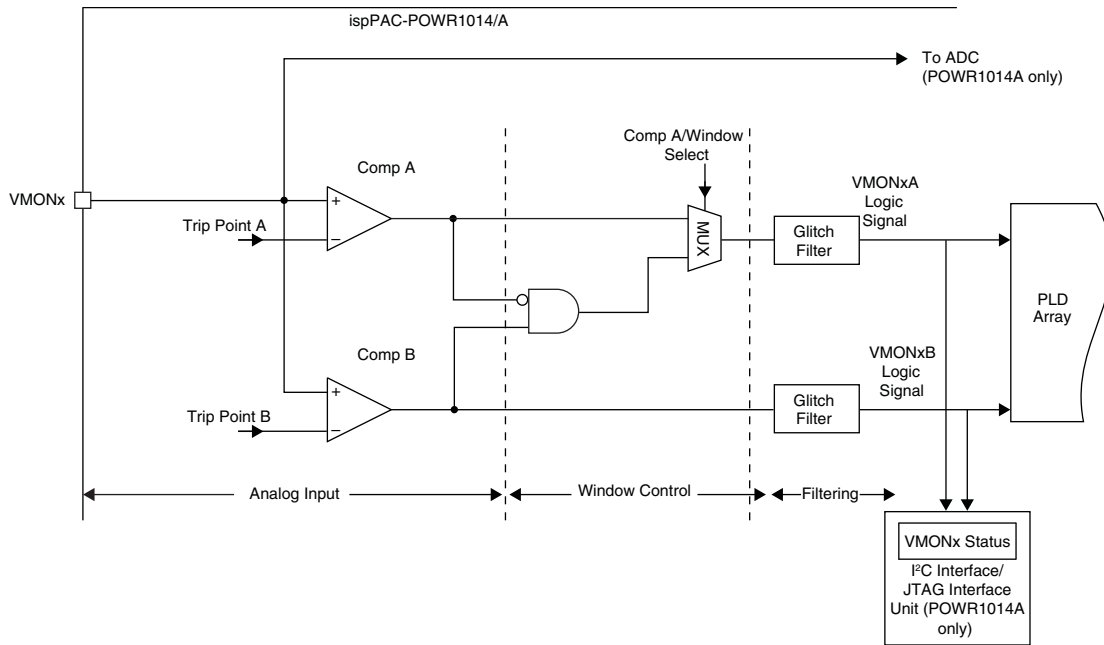 ispPAC-POWR1014/A
To ADC
(POWR1014A only)
Comp A/Window
Select
Comp A
VMONx
+
−
Trip Point A
MUX
Glitch
Filter
VMONxA
Logic
Signal
PLD
Array
Comp B
+
−
Trip Point B
Glitch
Filter
VMONxB
Logic
Signal
Analog Input
Window Control
Filtering
VMONx Status
I²C Interface/
JTAG Interface
Unit (POWR1014A
only)